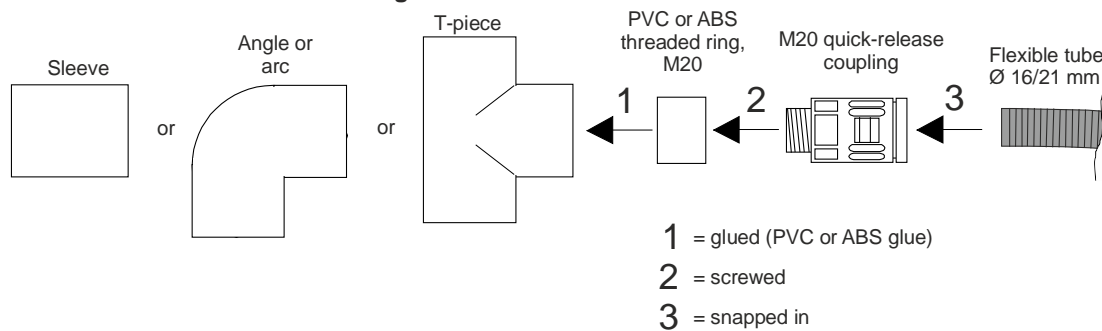 g
Sleeve
or
Angle or
arc
or
T-piece
1
PVC or ABS
threaded ring,
M20
2
M20 quick-release
coupling
3
Flexible tube
Ø 16/21 mm
1 = glued (PVC or ABS glue)
2 = screwed
3 = snapped in